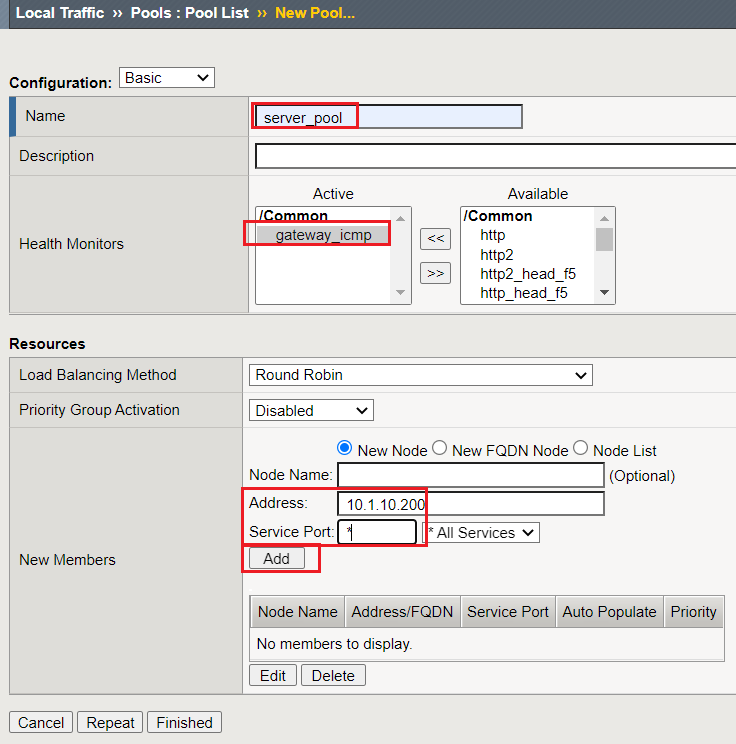 Local Traffic ›› Pools : Pool List ›› New Pool...
Configuration: Basic
Name server_pool
Description
Active Available
Health Monitors
/Common
gateway_icmp
<<
>>
/Common
http
http2
http2_head_f5
http_head_f5
Resources
Load Balancing Method Round Robin
Priority Group Activation Disabled
New Members
New Node New FQDN Node Node List
Node Name: (Optional)
Address: 10.1.10.200
Service Port: * * All Services
Add
Node Name Address/FQDN Service Port Auto Populate Priority
No members to display.
Edit Delete
Cancel Repeat Finished